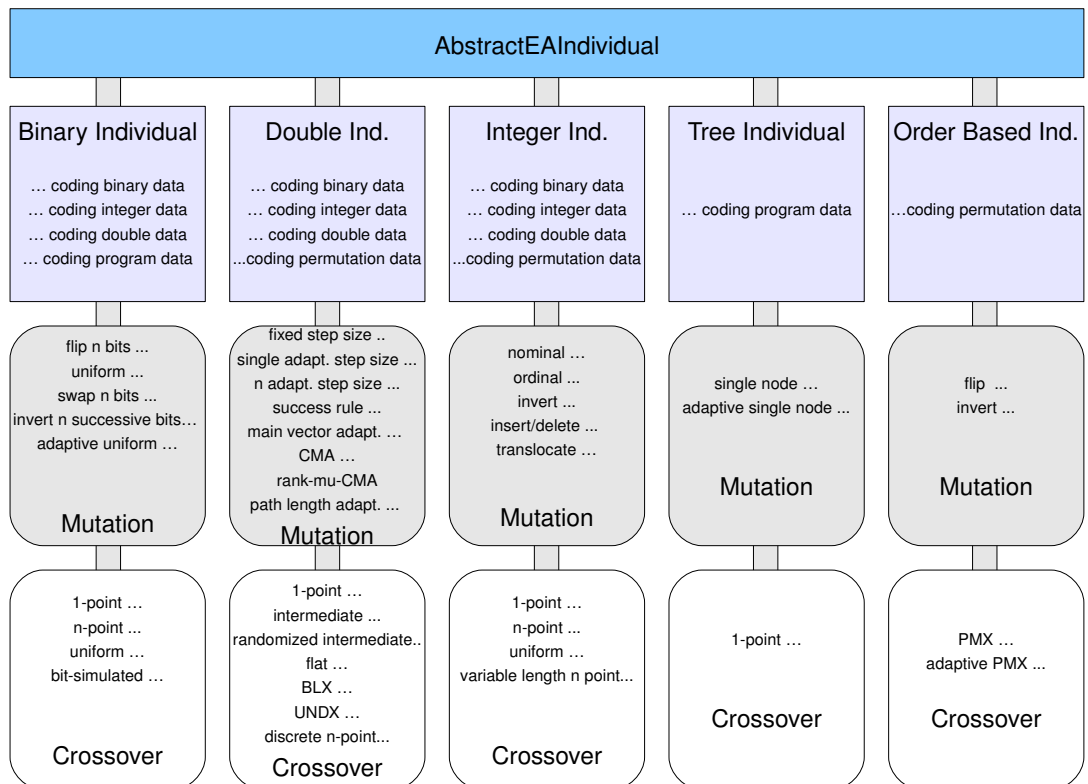 AbstractEAIndividual
Binary Individual
… coding binary data
… coding integer data
… coding double data
… coding program data
Double Ind.
… coding binary data
… coding integer data
… coding double data
...coding permutation data
Integer Ind.
… coding binary data
… coding integer data
… coding double data
...coding permutation data
Tree Individual
… coding program data
Order Based Ind.
…coding permutation data
flip n bits ...
uniform ...
swap n bits ...
invert n successive bits…
adaptive uniform …
Mutation
fixed step size ..
single adapt. step size ...
n adapt. step size ...
success rule ...
main vector adapt. …
CMA …
rank-mu-CMA
path length adapt. ...
Mutation
nominal …
ordinal ...
invert ...
insert/delete ...
translocate …
Mutation
single node …
adaptive single node ...
Mutation
flip ...
invert ...
Mutation
1-point …
n-point ...
uniform …
bit-simulated …
Crossover
1-point …
intermediate ...
randomized intermediate..
flat …
BLX …
UNDX …
discrete n-point...
Crossover
1-point …
n-point ...
uniform …
variable length n point...
Crossover
1-point …
Crossover
PMX …
adaptive PMX ...
Crossover